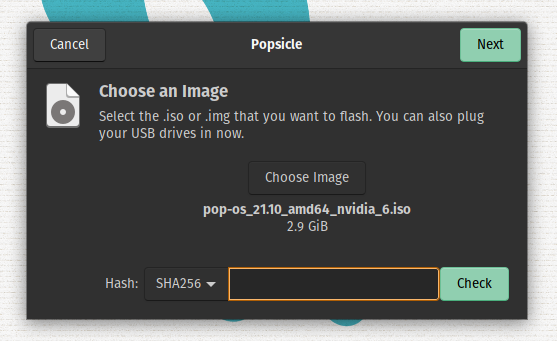 Cancel
Popsicle
Next
Choose an Image
Select the .iso or .img that you want to flash. You can also plug
your USB drives in now.
Choose Image
pop-os_21.10_amd64_nvidia_6.iso
2.9 GiB
Hash: SHA256 Check